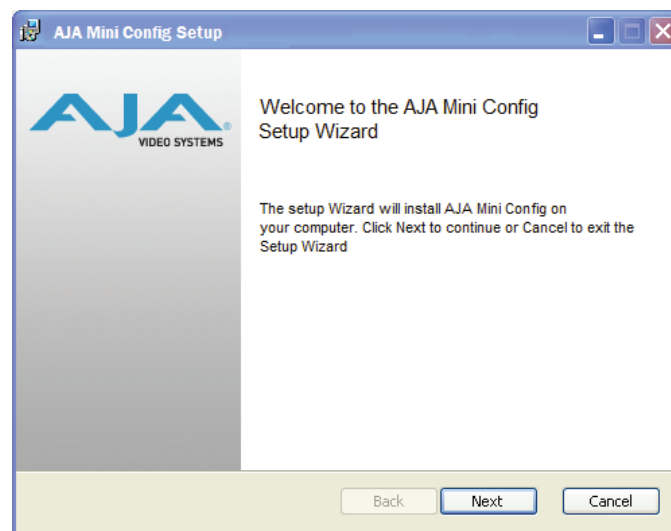 AJA Mini Config Setup
AJA®
VIDEO SYSTEMS
Welcome to the AJA Mini Config
Setup Wizard
The setup Wizard will install AJA Mini Config on
your computer. Click Next to continue or Cancel to exit the
Setup Wizard
Back
Next
Cancel